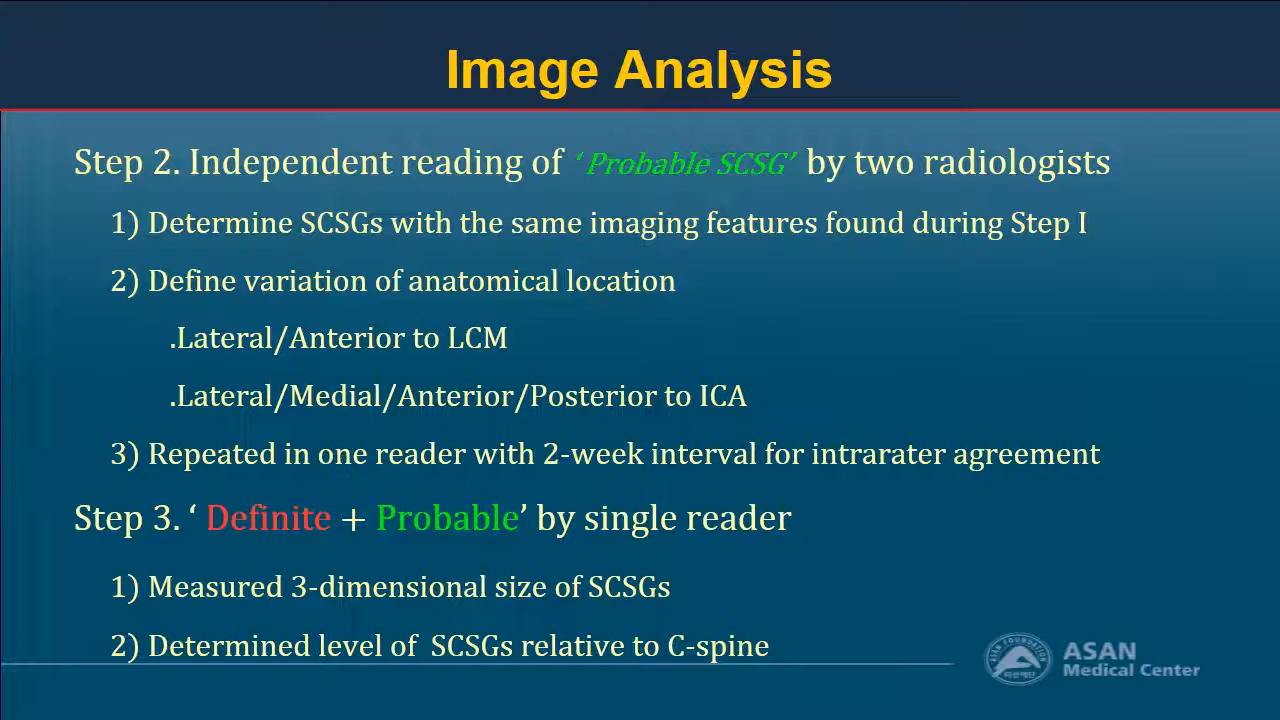 Image Analysis
Step 2. Independent reading of ‘ Probable SCSG’ by two radiologists
1) Determine SCSGs with the same imaging features found during Step I
2) Define variation of anatomical location
.Lateral/Anterior to LCM
.Lateral/Medial/Anterior/Posterior to ICA
3) Repeated in one reader with 2-week interval for intrarater agreement
Step 3. ‘ Definite + Probable’ by single reader
1) Measured 3-dimensional size of SCSGs
2) Determined level of SCSGs relative to C-spine
ASAN
Medical Center